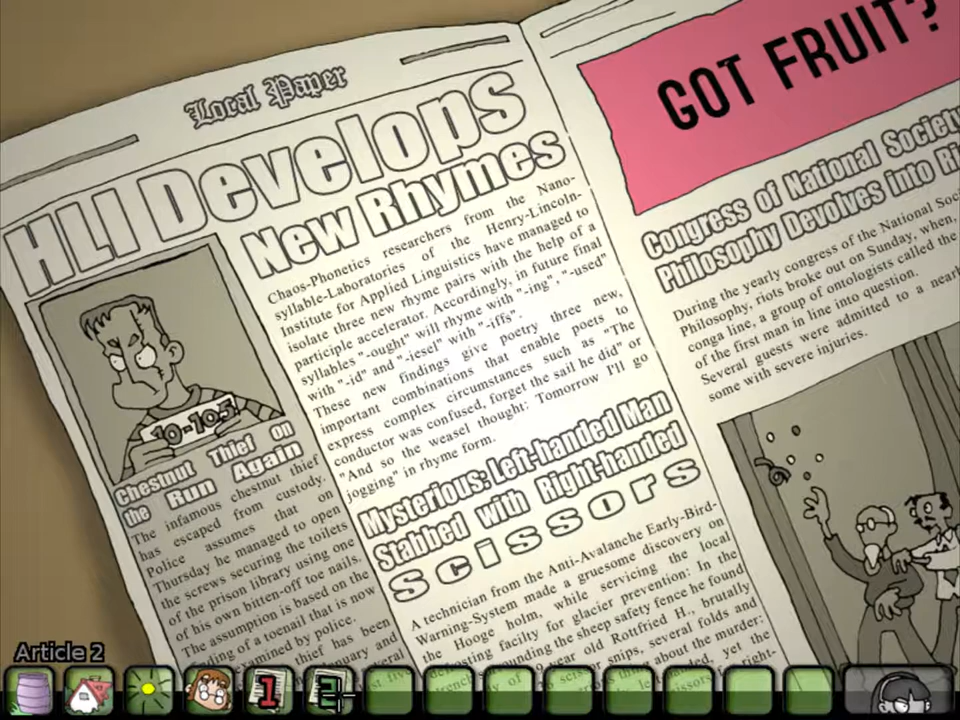 Local Paper
HLI Develops
New Rhymes
Chaos-Phonetics researchers from the Nano-
syllable-Laboratories of the Henry-Lincoln-
Institute for Applied Linguistics have managed to
isolate three new rhyme pairs with the help of a
participle accelerator. Accordingly, in future final
syllables "-ought" will rhyme with "-ing", "-used"
with "-id" and "-iesel" with "-iffs".
These new findings give poetry three new,
important combinations that enable poets to
express complex circumstances such as "The
conductor was confused, forget the sail he did" or
"And so the weasel thought: Tomorrow I'll go
jogging" in rhyme form.
10-105
Chestnut Thief on
the Run Again
The infamous chestnut thief
has escaped from custody.
Police assumes that on
Thursday he managed to open
the screws securing the toilets
of the prison library using one
of his own bitten-off toe nails.
The assumption is based on the
of a toenail that is now
examined by police.
thief has been
and
Mysterious: Left-handed Man
Stabbed with Right-handed
Scissors
A technician from the Anti-Avalanche Early-Bird-
Warning-System made a gruesome discovery on
the Hooge holm, while servicing the local
facilty for glacier prevention: In the
the sheep safety fence he found
year old Rottfried H., brutally
snips, several folds and
about the murder:
yet the
right-
GOT FRUIT?
Congress of National Society
Philosophy Devolves into
During the yearly congress of the National
Philosophy, riots broke out on Sunday, when,
conga line, a group of ontologists called the
of the first man in line into question.
Several guests were admitted to a
some with severe injuries.
Article 2
1
2